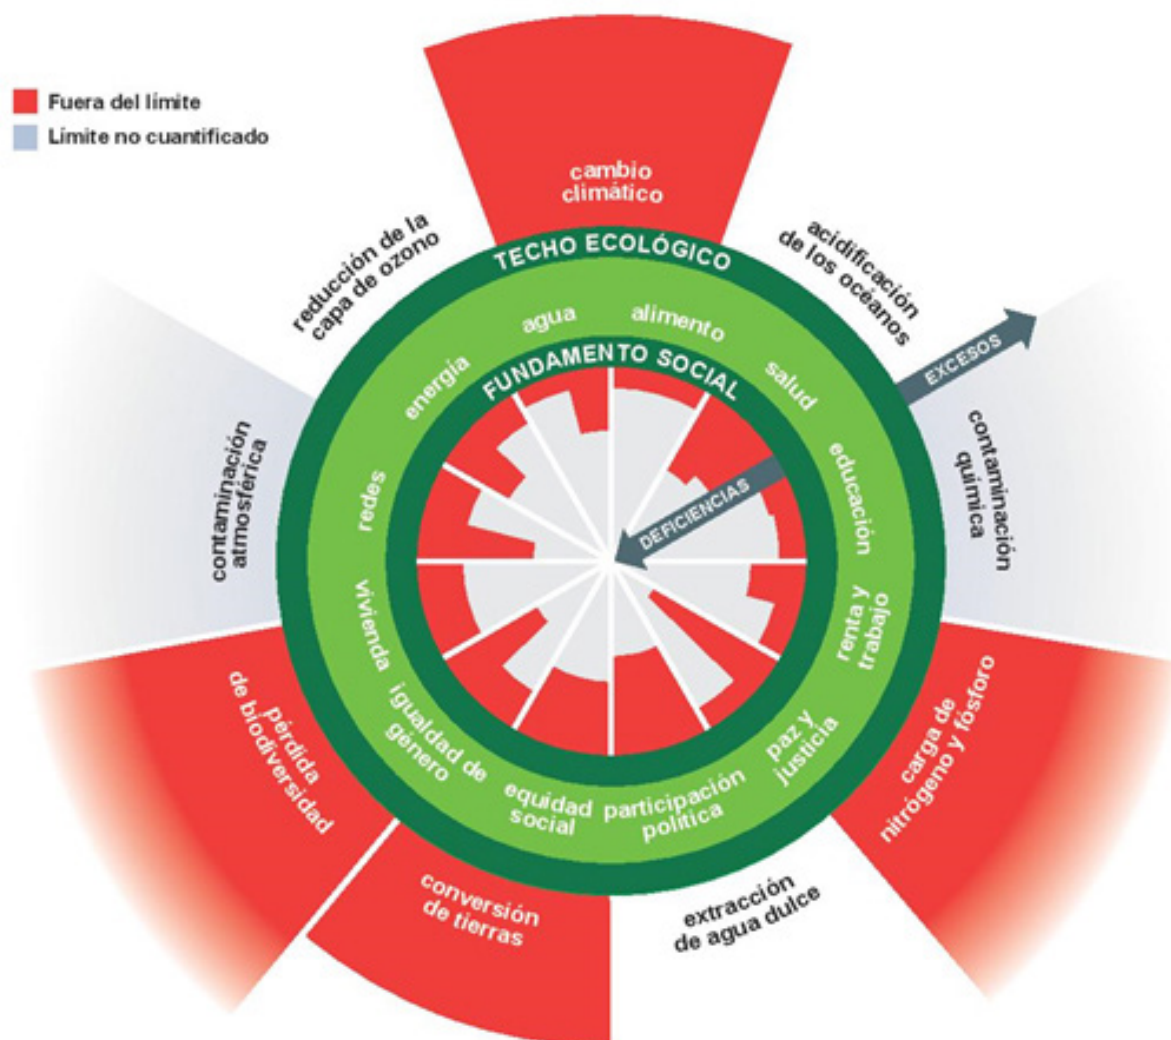 Fuera del límite
Límite no cuantificado
cambio
climático
TECHO ECOLÓGICO
reducción de la
capa de ozono
acidificación
de los océanos
EXCESOS
agua
alimento
energía
salud
FUNDAMENTO SOCIAL
redes
educación
contaminación
atmosférica
contaminación
química
DEFICIENCIAS
vivienda
renta y
trabajo
igualdad de
género
paz y
justicia
equidad
social
participación
política
pérdida
de biodiversidad
carga de
nitrógeno y fósforo
conversión
de tierras
extracción
de agua dulce